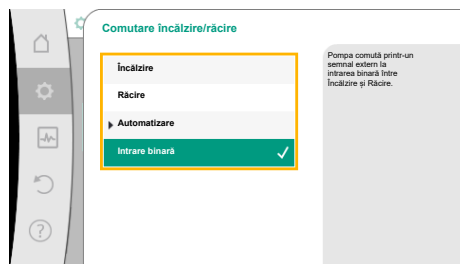 Comutare încălzire/răcire
Încălzire
Răcire
Automatizare
Intrare binară
Pompa comută printr-un
semnal extern la
intrarea binară între
Încălzire și Răcire.